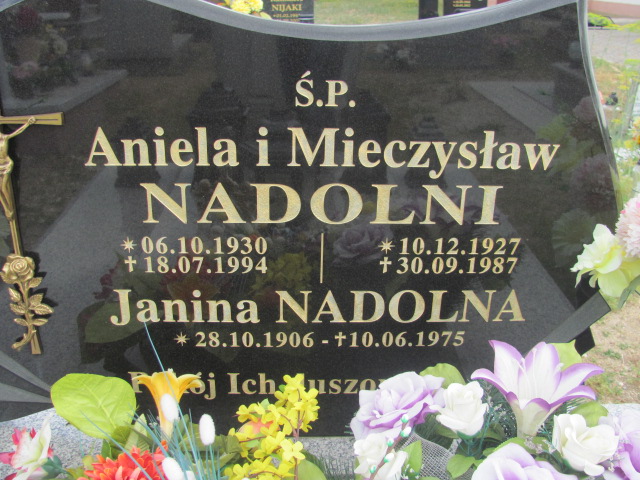 NIJAKI
Ś.P.
Aniela i Mieczysław
NADOLNI
*06.10.1930 | *10.12.1927
†18.07.1994 | †30.09.1987
Janina NADOLNA
*28.10.1906 - †10.06.1975
Ich